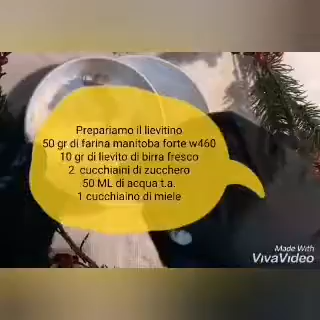 Prepariamo il lievitino
50 gr di farina manitoba forte w460
10 gr di lievito di birra fresco
2 cucchiaini di zucchero
50 ML di acqua t.a.
1 cucchiaino di miele
Made With
VivaVideo